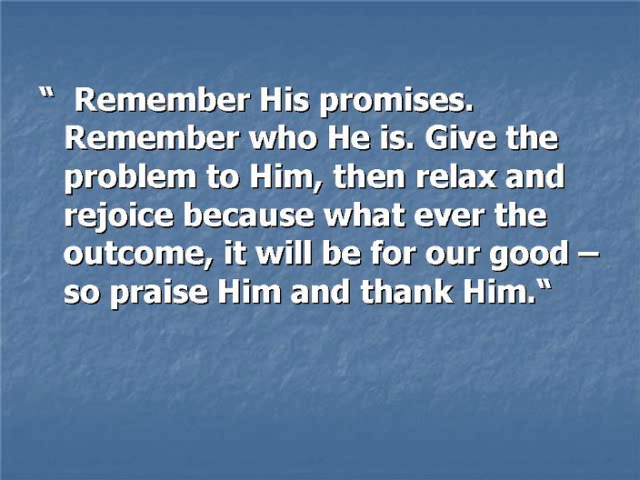 “  Remember His promises.
Remember who He is. Give the
problem to Him, then relax and
rejoice because what ever the
outcome, it will be for our good –
so praise Him and thank Him.“